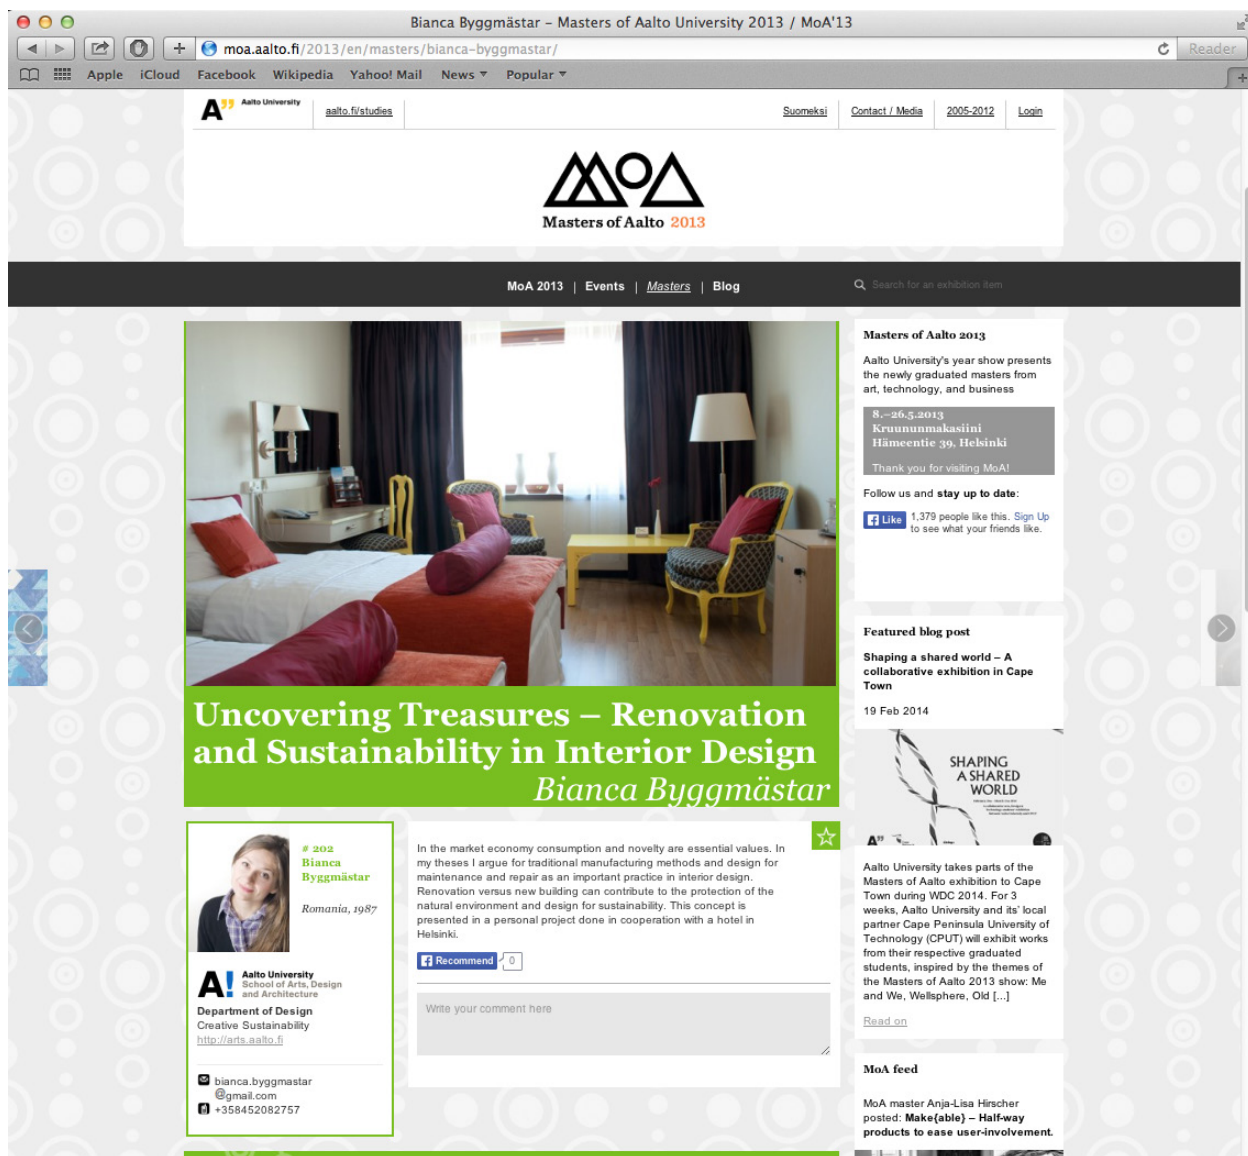 Bianca Byggmästar – Masters of Aalto University 2013 / MoA'13
moa.aalto.fi/2013/en/masters/bianca-byggmastar/
Reader
Apple iCloud Facebook Wikipedia Yahoo! Mail News Popular
A” Aalto University
aalto.fi/studies
Suomeksi
Contact / Media
2005-2012
Login
MOA
Masters of Aalto 2013
MoA 2013 | Events | Masters | Blog
Search for an exhibition item
Uncovering Treasures – Renovation
and Sustainability in Interior Design
Bianca Byggmästar
# 202
Bianca
Byggmästar
Romania, 1987
A! Aalto University
School of Arts, Design
and Architecture
Department of Design
Creative Sustainability
http://arts.aalto.fi
bianca.byggmastar
@gmail.com
+358452082757
In the market economy consumption and novelty are essential values. In
my theses I argue for traditional manufacturing methods and design for
maintenance and repair as an important practice in interior design.
Renovation versus new building can contribute to the protection of the
natural environment and design for sustainability. This concept is
presented in a personal project done in cooperation with a hotel in
Helsinki.
Recommend 0
Write your comment here
Masters of Aalto 2013
Aalto University's year show presents
the newly graduated masters from
art, technology, and business
8.–26.5.2013
Kruununmakasiini
Hämeentie 39, Helsinki
Thank you for visiting MoA!
Follow us and stay up to date:
Like 1,379 people like this. Sign Up
to see what your friends like.
Featured blog post
Shaping a shared world – A
collaborative exhibition in Cape
Town
19 Feb 2014
SHAPING
A SHARED
WORLD
A”
Aalto University takes parts of the
Masters of Aalto exhibition to Cape
Town during WDC 2014. For 3
weeks, Aalto University and its’ local
partner Cape Peninsula University of
Technology (CPUT) will exhibit works
from their respective graduated
students, inspired by the themes of
the Masters of Aalto 2013 show: Me
and We, Wellsphere, Old [...]
Read on
MoA feed
MoA master Anja-Lisa Hirscher
posted: Make{able} – Half-way
products to ease user-involvement.